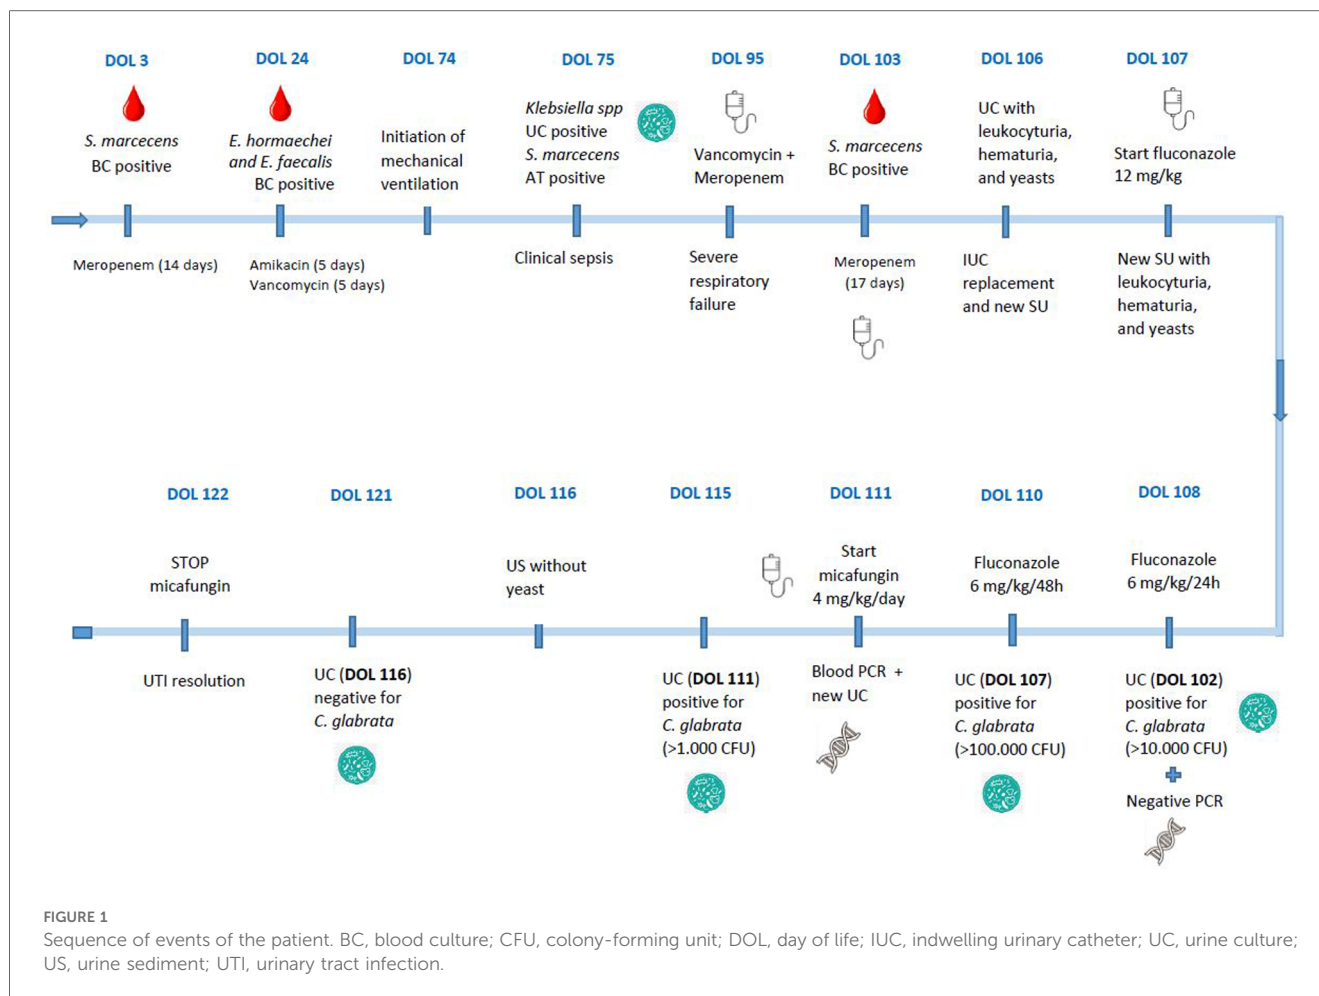 DOL 3
S. marcecens
BC positive
Meropenem (14 days)
DOL 24
E. hormaechei
and E. faecalis
BC positive
Amikacin (5 days)
Vancomycin (5 days)
DOL 74
Initiation of
mechanical
ventilation
DOL 75
Klebsiella spp
UC positive
S. marcecens
AT positive
Clinical sepsis
DOL 95
Vancomycin +
Meropenem
Severe
respiratory
failure
DOL 103
S. marcecens
BC positive
Meropenem
(17 days)
DOL 106
UC with
leukocyturia,
hematuria,
and yeasts
IUC
replacement
and new SU
DOL 107
Start fluconazole
12 mg/kg
New SU with
leukocyturia,
hematuria,
and yeasts
DOL 122
STOP
micafungin
UTI resolution
DOL 121
UC (DOL 116)
negative for
C. glabrata
DOL 116
US without
yeast
DOL 115
UC (DOL 111)
positive for
C. glabrata
(>1.000 CFU)
DOL 111
Start
micafungin
4 mg/kg/day
Blood PCR +
new UC
DOL 110
Fluconazole
6 mg/kg/48h
UC (DOL 107)
positive for
C. glabrata
(>100.000 CFU)
DOL 108
Fluconazole
6 mg/kg/24h
UC (DOL 102)
positive for
C. glabrata
(>10.000 CFU)
Negative PCR
FIGURE 1
Sequence of events of the patient. BC, blood culture; CFU, colony-forming unit; DOL, day of life; IUC, indwelling urinary catheter; UC, urine culture;
US, urine sediment; UTI, urinary tract infection.